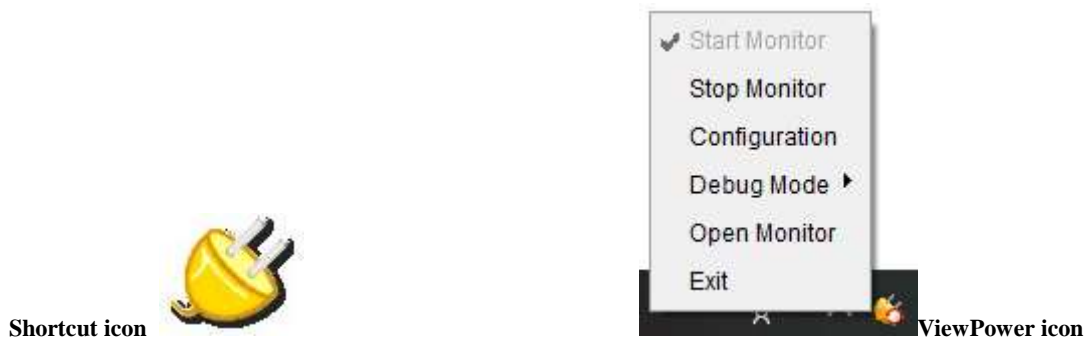 Start Monitor
Stop Monitor
Configuration
Debug Mode
Open Monitor
Exit
Shortcut icon
ViewPower icon